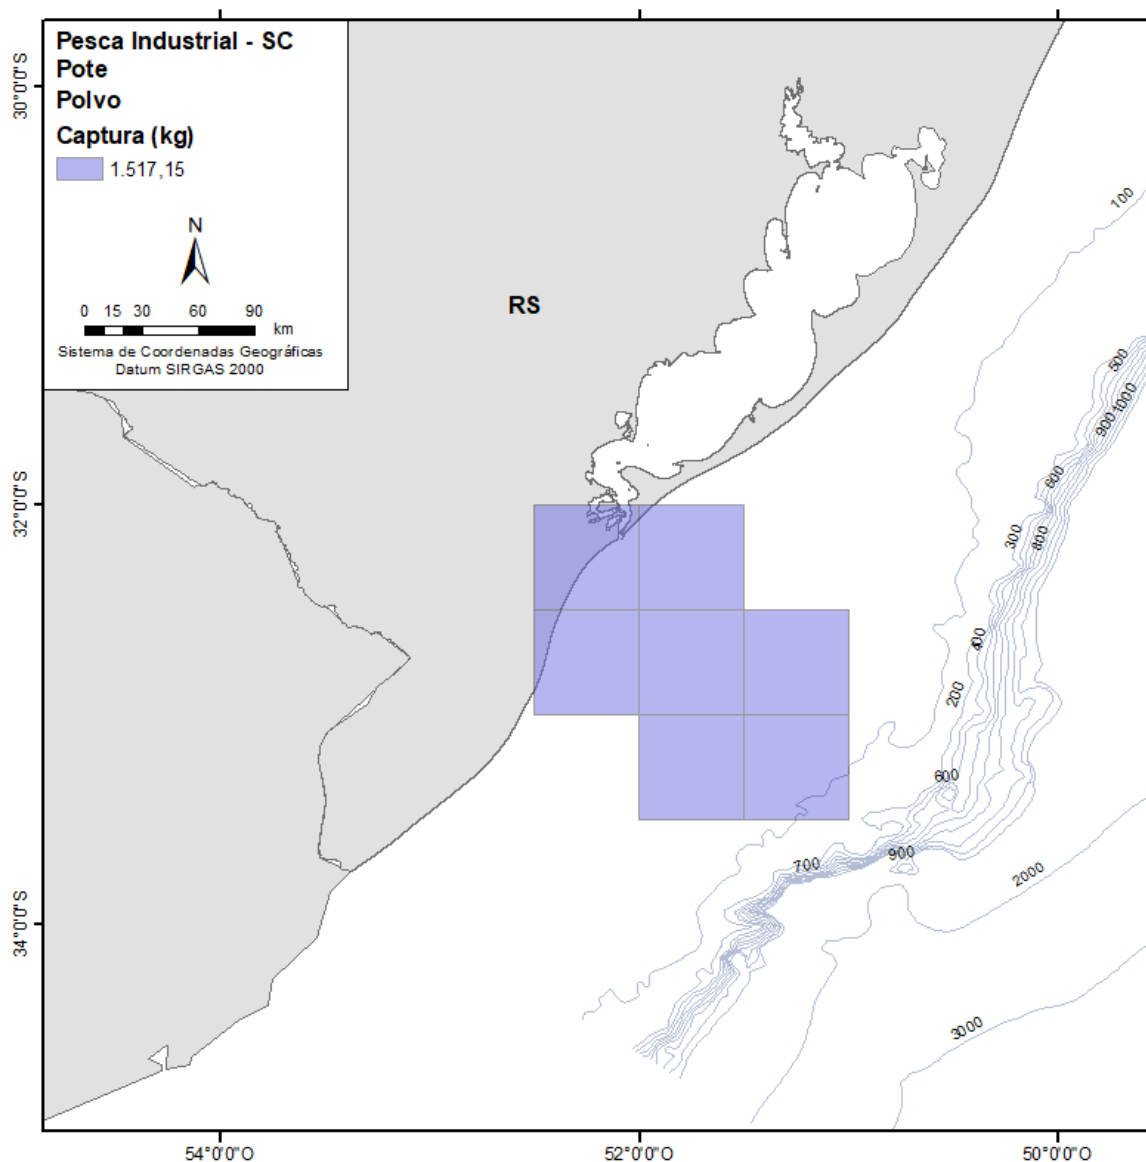 Pesca Industrial - SC
Pote
Polvo
Captura (kg)
1.517,15
N
0 15 30 60 90
km
Sistema de Coordenadas Geográficas
Datum SIRGAS 2000
RS
30°0'0"S
32°0'0"S
34°0'0"S
100
500
1000
900
600
300
800
400
200
600
700
900
2000
3000
54°0'0"O
52°0'0"O
50°0'0"O